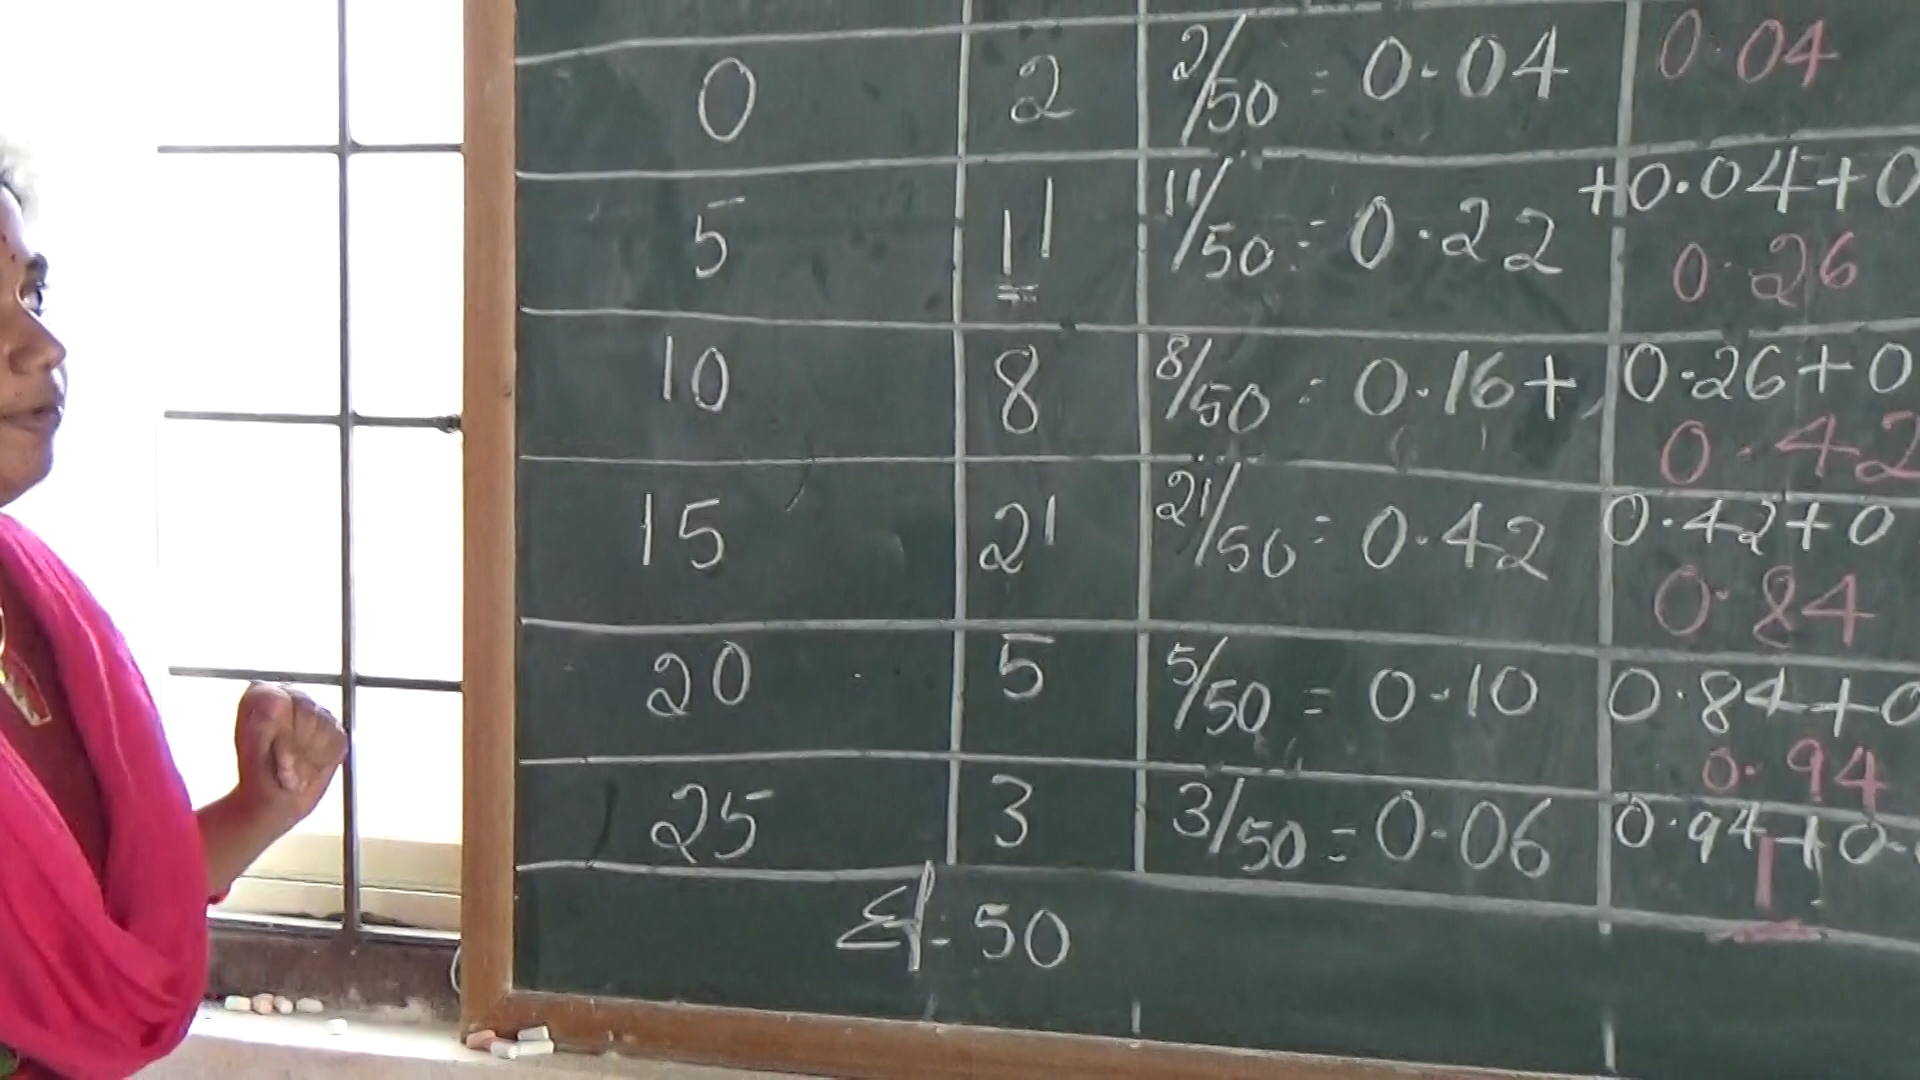 0 2 2/50 = 0.04 0.04
5 11 11/50 = 0.22 +0.04+0
0.26
10 8 8/50 = 0.16+ 0.26+0
0.42
15 21 21/50 = 0.42 0.42+0
0.84
20 5 5/50 = 0.10 0.84+0
0.94
25 3 3/50 = 0.06 0.94+0.
1
Σf = 50